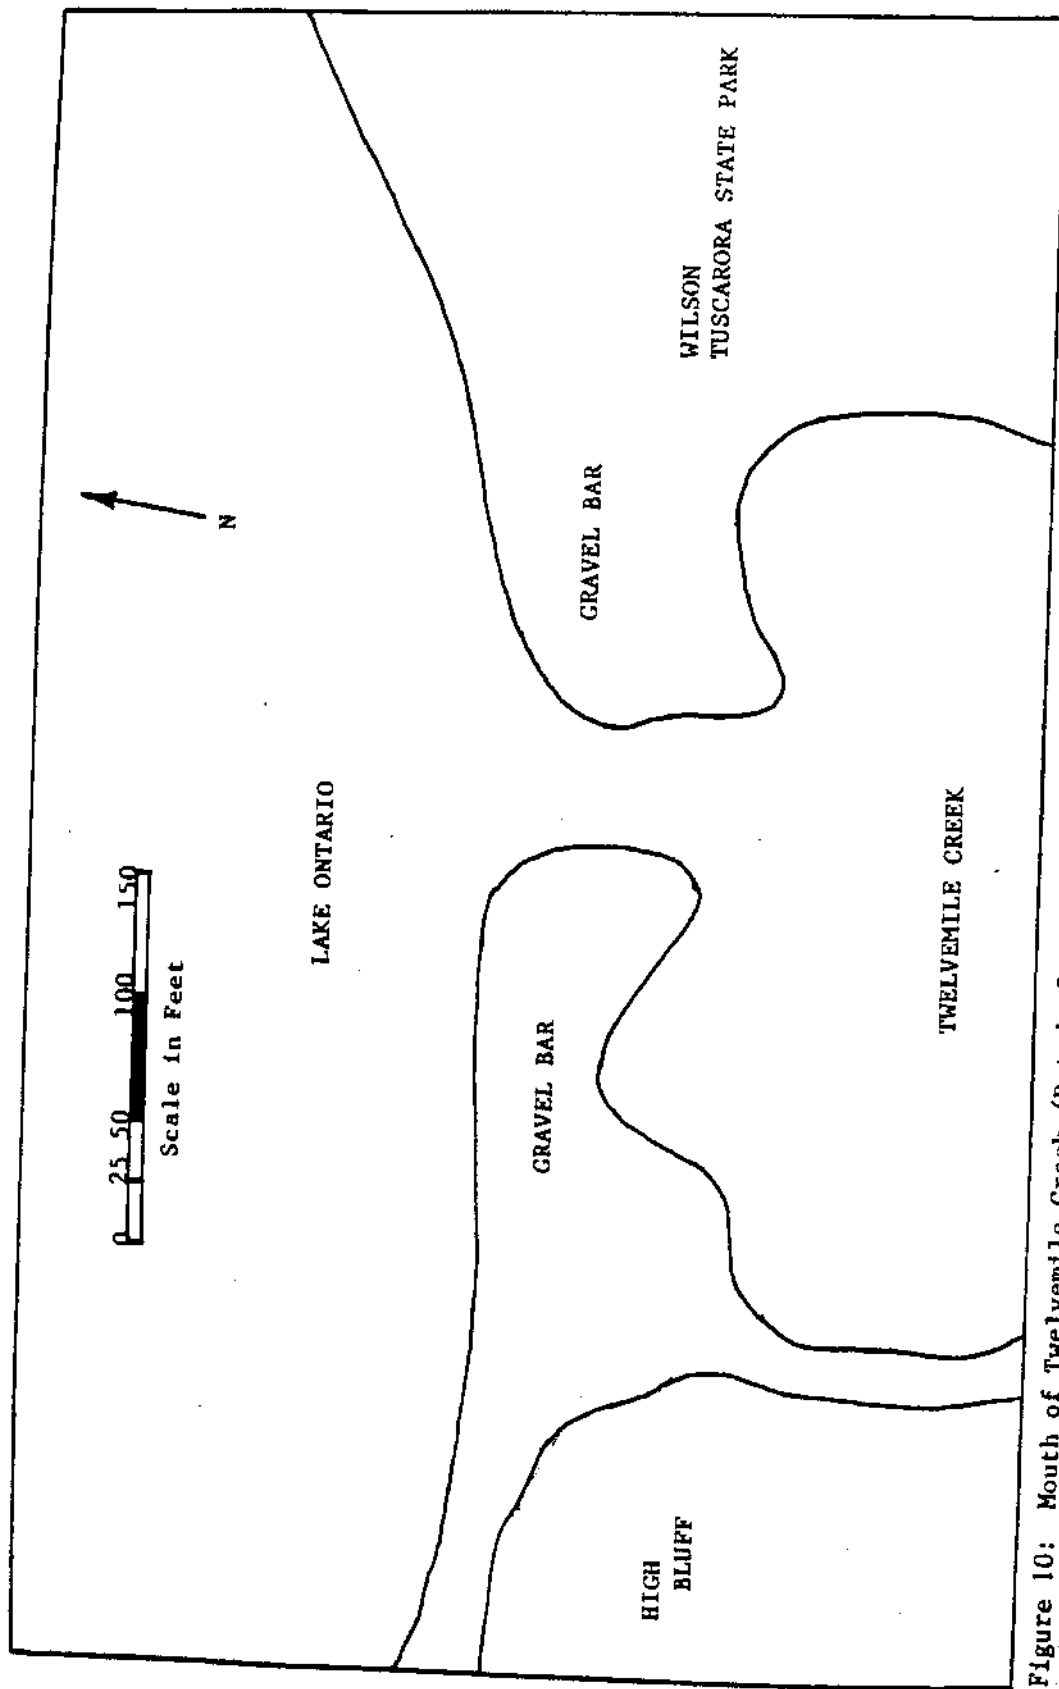 0 25 50 100 150
Scale in Feet
N
LAKE ONTARIO
WILSON
TUSCARORA STATE PARK
GRAVEL BAR
GRAVEL BAR
HIGH
BLUFF
TWELVEMILE CREEK
Figure 10: Mouth of Twelvemile Creek